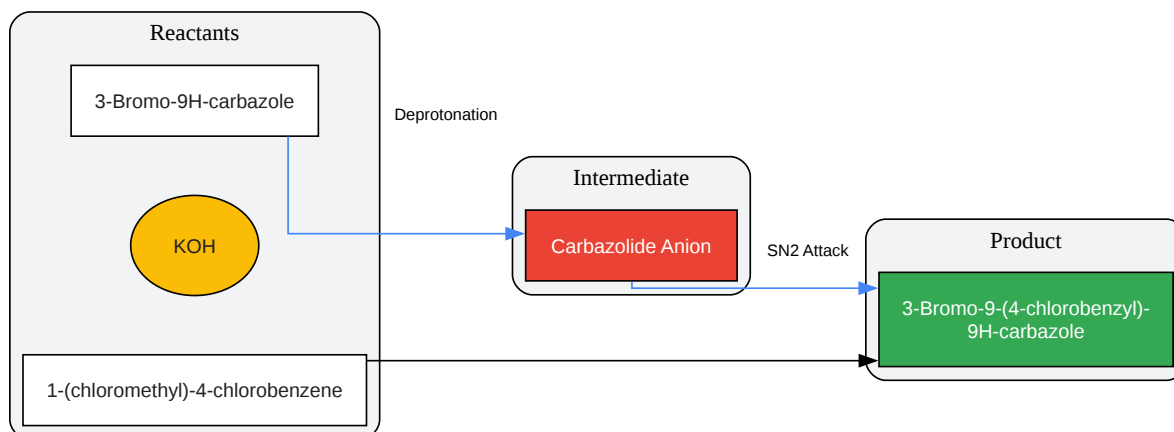 Reactants
3-Bromo-9H-carbazole
Deprotonation
KOH
Intermediate
Carbazolide Anion
SN2 Attack
Product
3-Bromo-9-(4-chlorobenzyl)-
9H-carbazole
1-(chloromethyl)-4-chlorobenzene